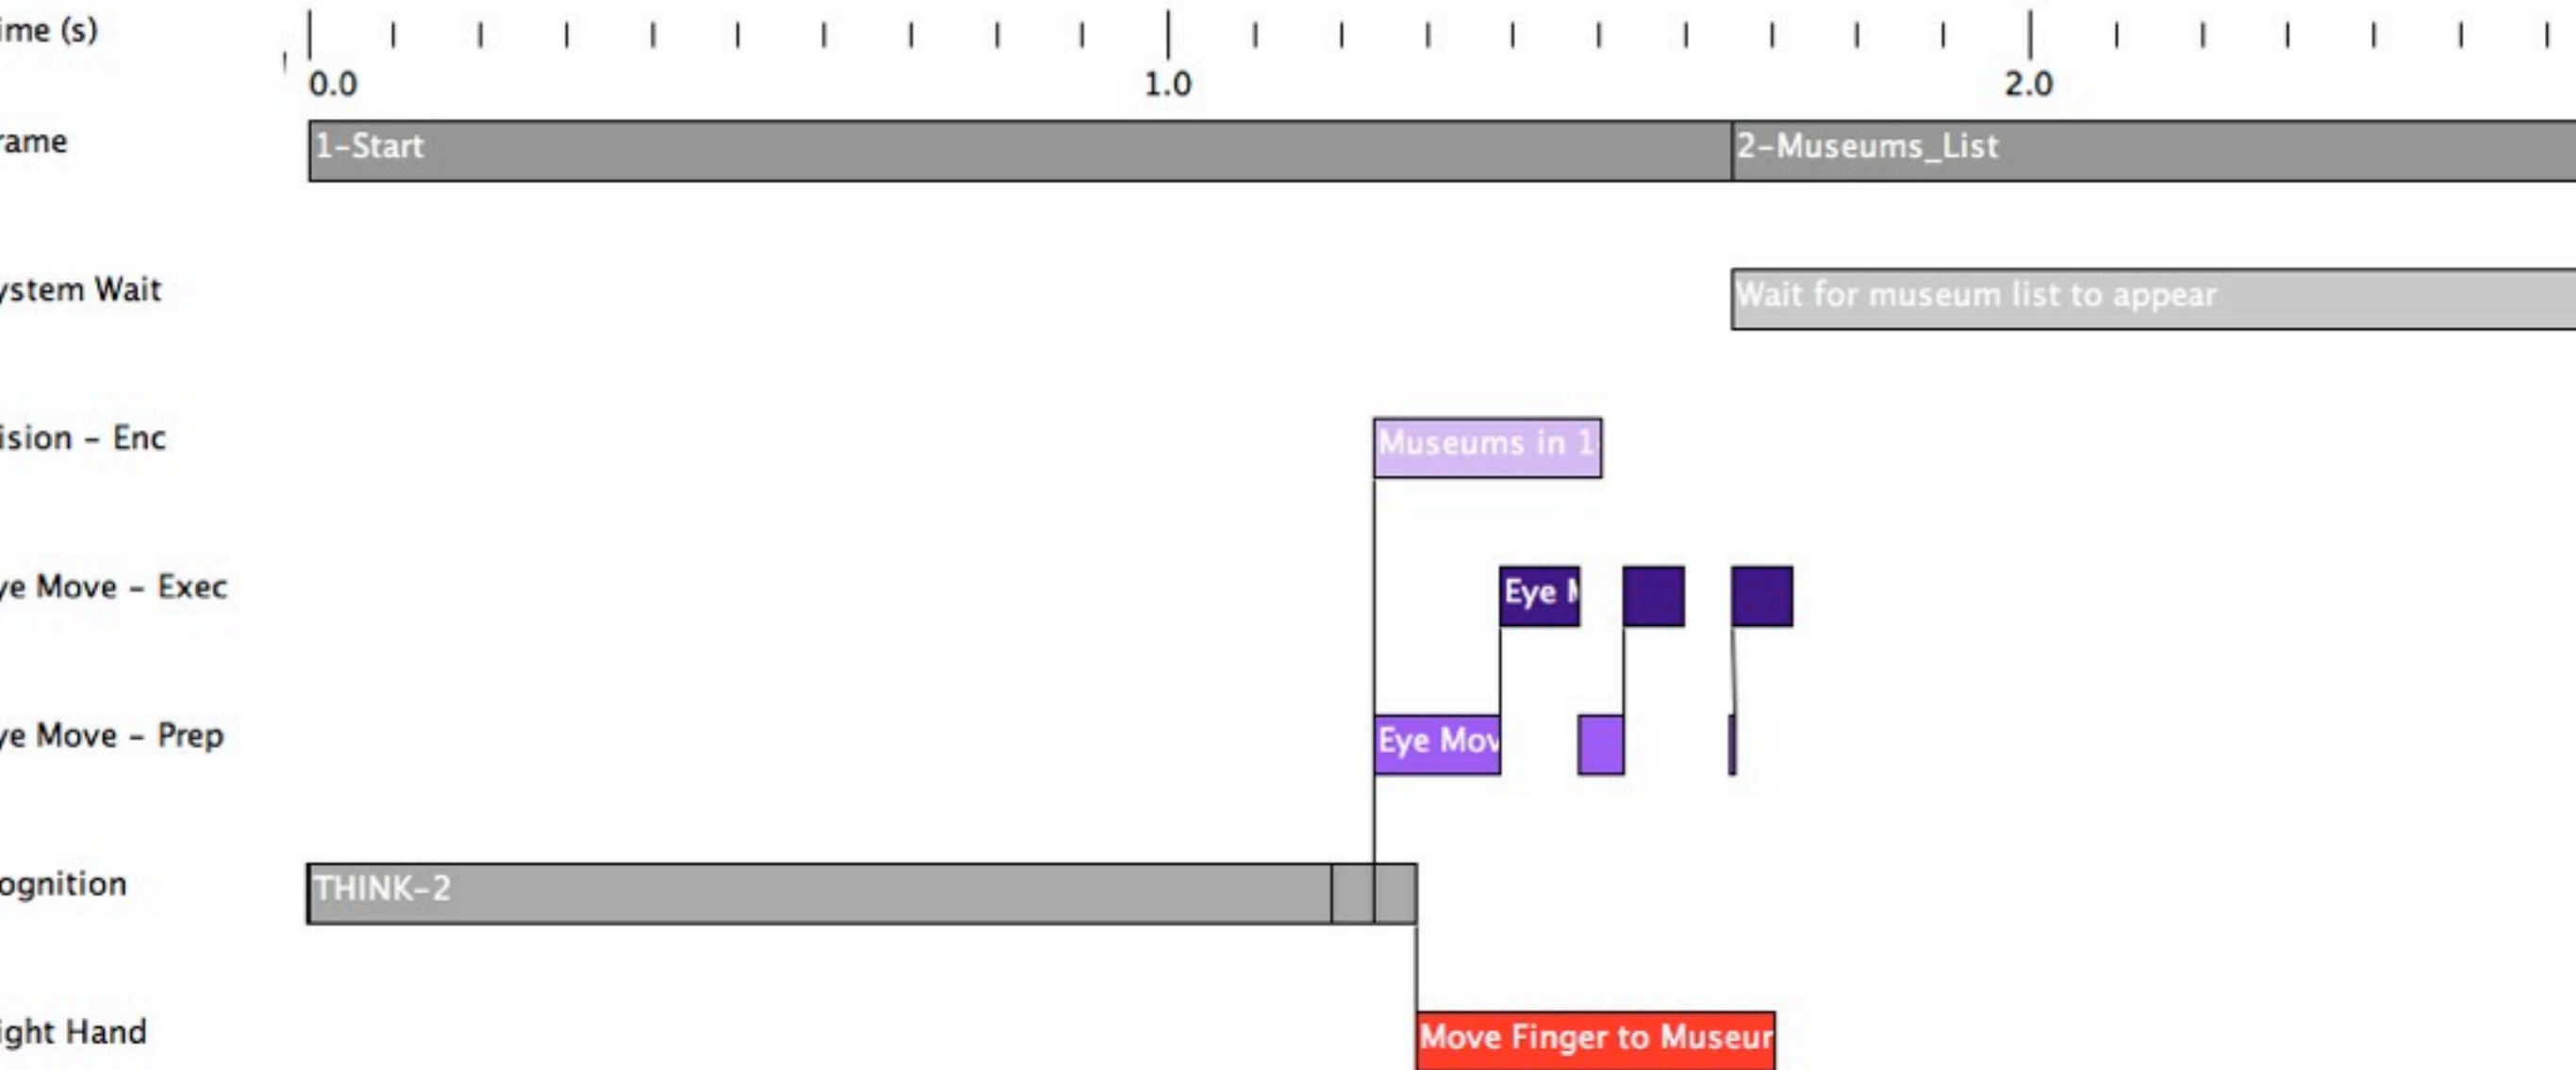 ime (s)
0.0 1.0 2.0
rame 1-Start 2-Museums_List
ystem Wait Wait for museum list to appear
ision - Enc Museums in 1
ye Move - Exec Eye M
ye Move - Prep Eye Mov
ognition THINK-2
ight Hand Move Finger to Museur